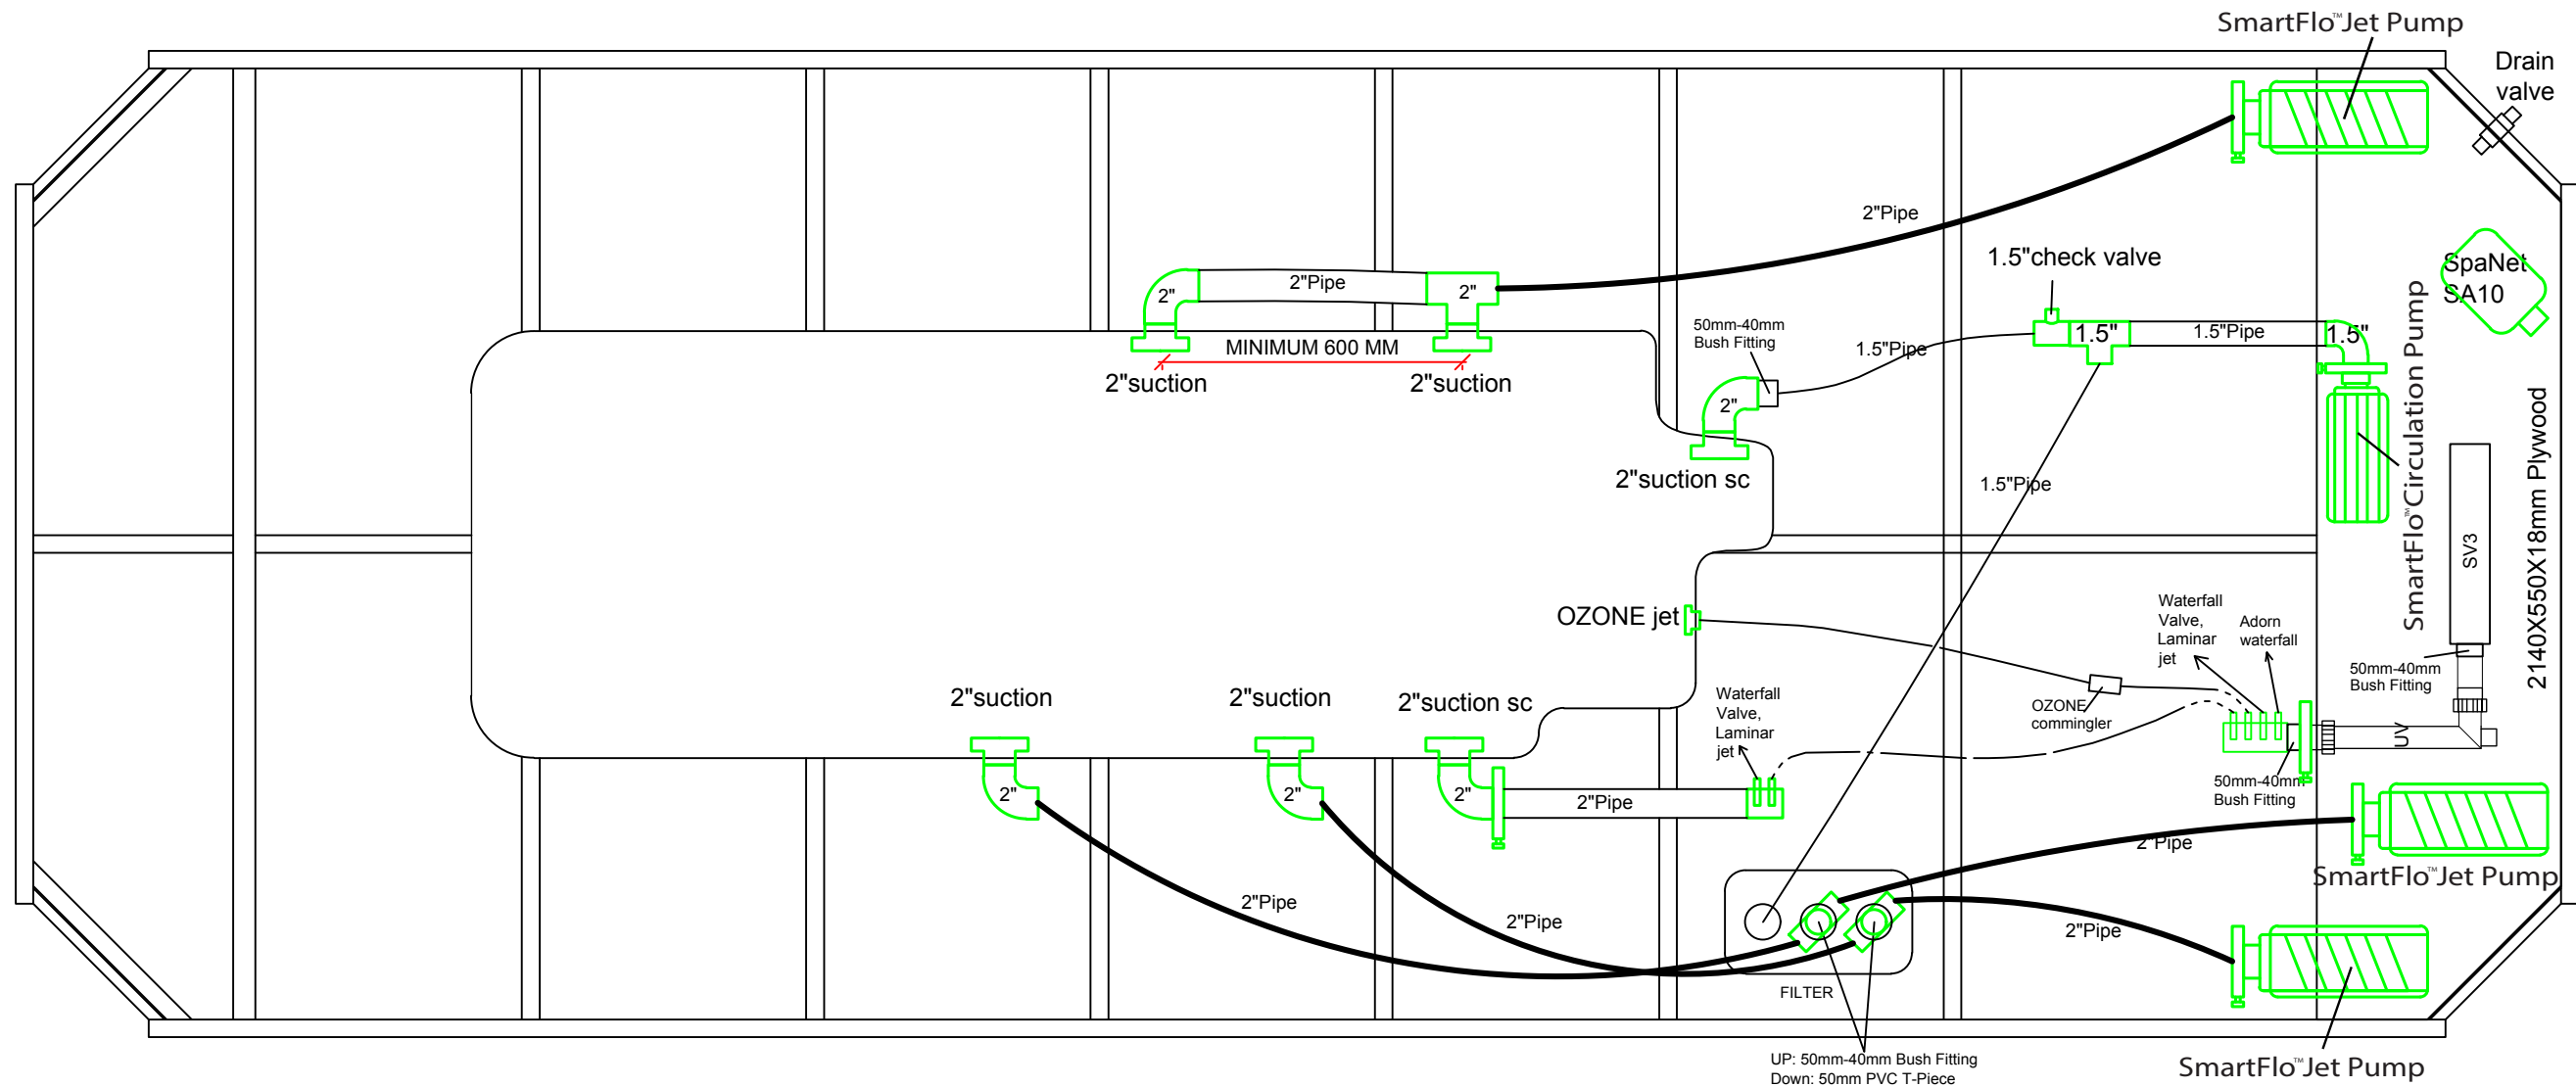 SmartFlo™Jet Pump
Drain
valve
2"Pipe
1.5"check valve
SpaNet
SA10
2"
2"Pipe
2"
50mm-40mm
Bush Fitting
1.5"Pipe
1.5"
1.5"Pipe
1.5"
MINIMUM 600 MM
2"suction
2"suction
2"
2"suction sc
1.5"Pipe
SmartFlo™Circulation Pump
2140X550X18mm Plywood
SV3
OZONE jet
Waterfall
Valve,
Laminar
jet
Adorn
waterfall
50mm-40mm
Bush Fitting
2"suction
2"suction
2"suction sc
Waterfall
Valve,
Laminar
jet
OZONE
commingler
UV
50mm-40mm
Bush Fitting
2"
2"
2"
2"Pipe
2"Pipe
SmartFlo™Jet Pump
2"Pipe
2"Pipe
2"Pipe
FILTER
UP: 50mm-40mm Bush Fitting
Down: 50mm PVC T-Piece
SmartFlo™Jet Pump